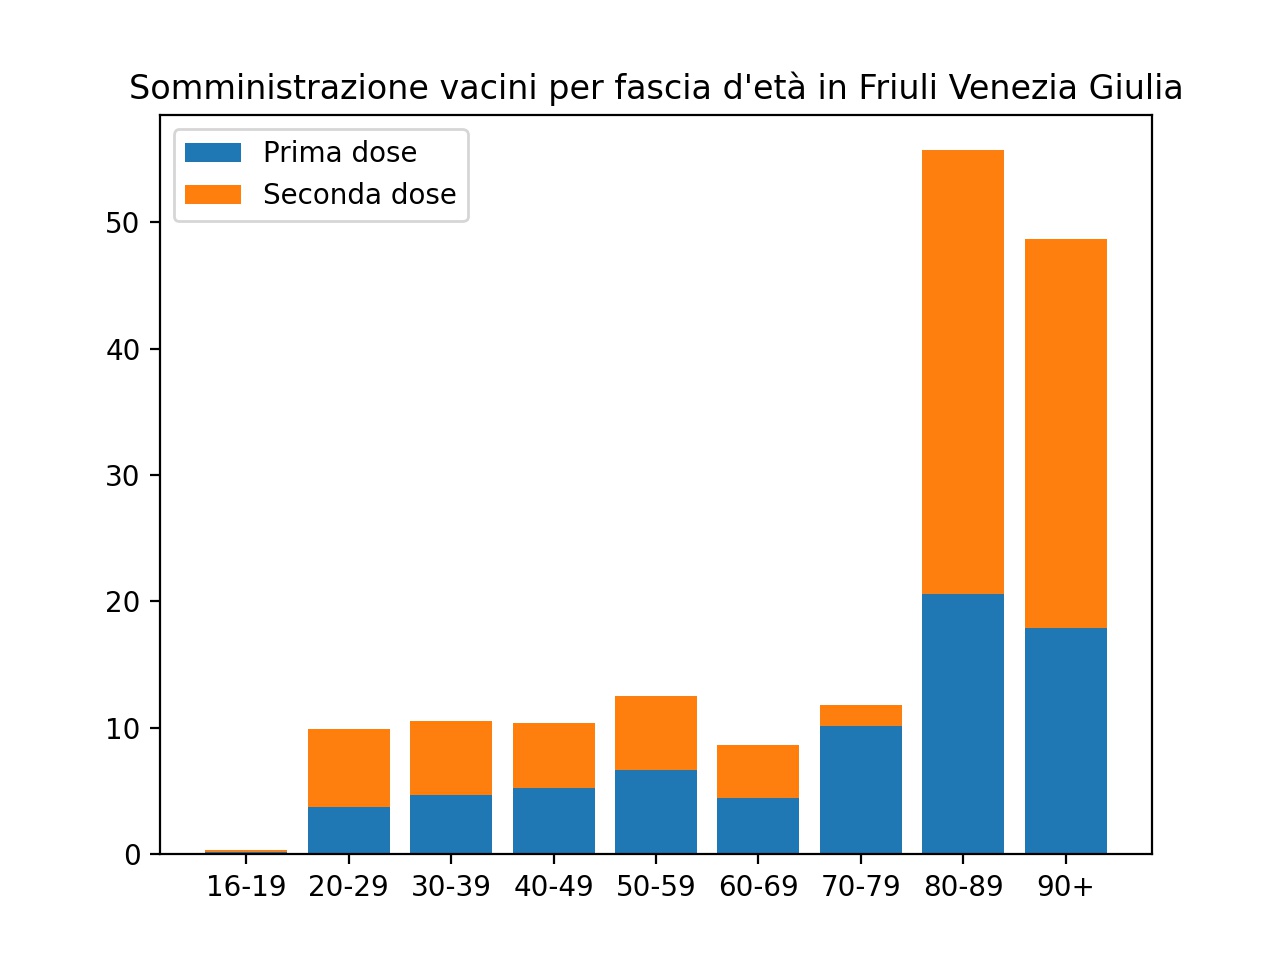 Somministrazione vacini per fascia d'età in Friuli Venezia Giulia
Prima dose
Seconda dose
50
40
30
20
10
0
16-19 20-29 30-39 40-49 50-59 60-69 70-79 80-89 90+